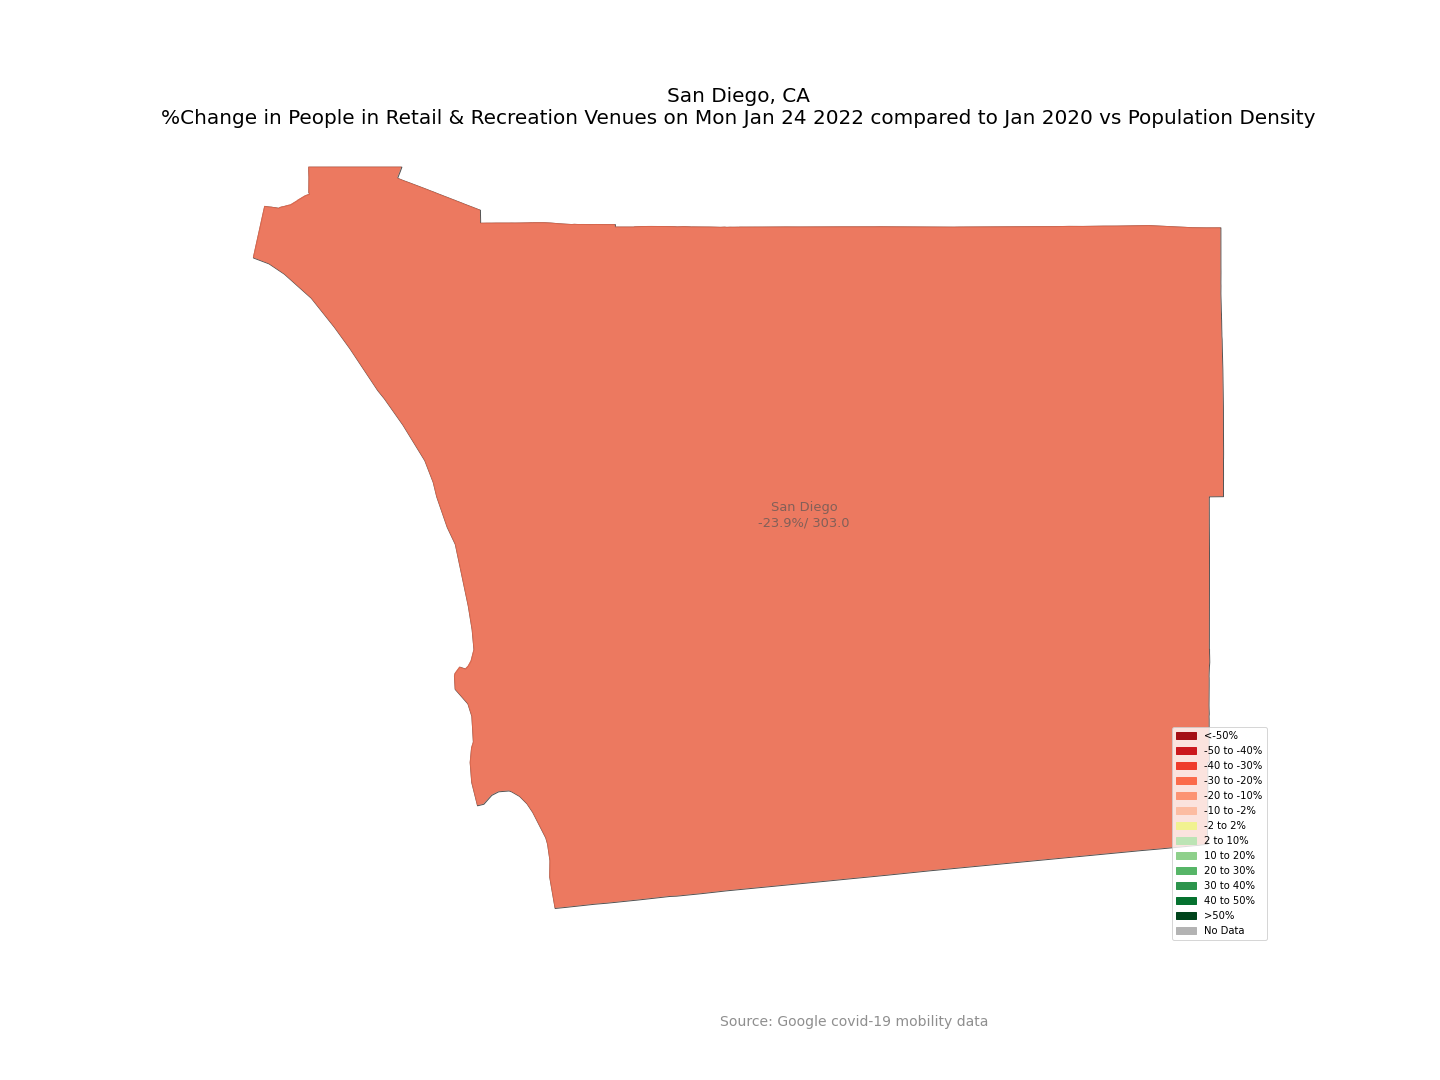 San Diego, CA
%Change in People in Retail & Recreation Venues on Mon Jan 24 2022 compared to Jan 2020 vs Population Density
San Diego
-23.9%/ 303.0
<-50%
-50 to -40%
-40 to -30%
-30 to -20%
-20 to -10%
-10 to -2%
-2 to 2%
2 to 10%
10 to 20%
20 to 30%
30 to 40%
40 to 50%
>50%
No Data
Source: Google covid-19 mobility data